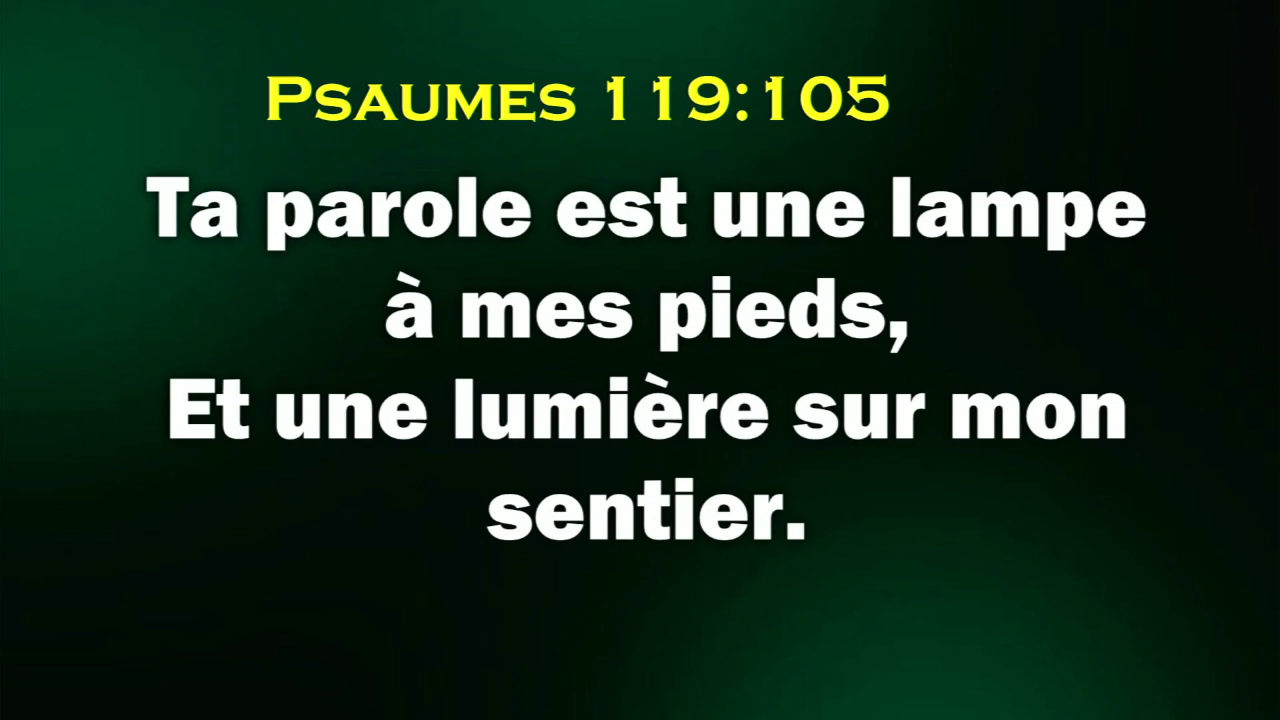 Psaumes 119:105
Ta parole est une lampe
à mes pieds,
Et une lumière sur mon
sentier.